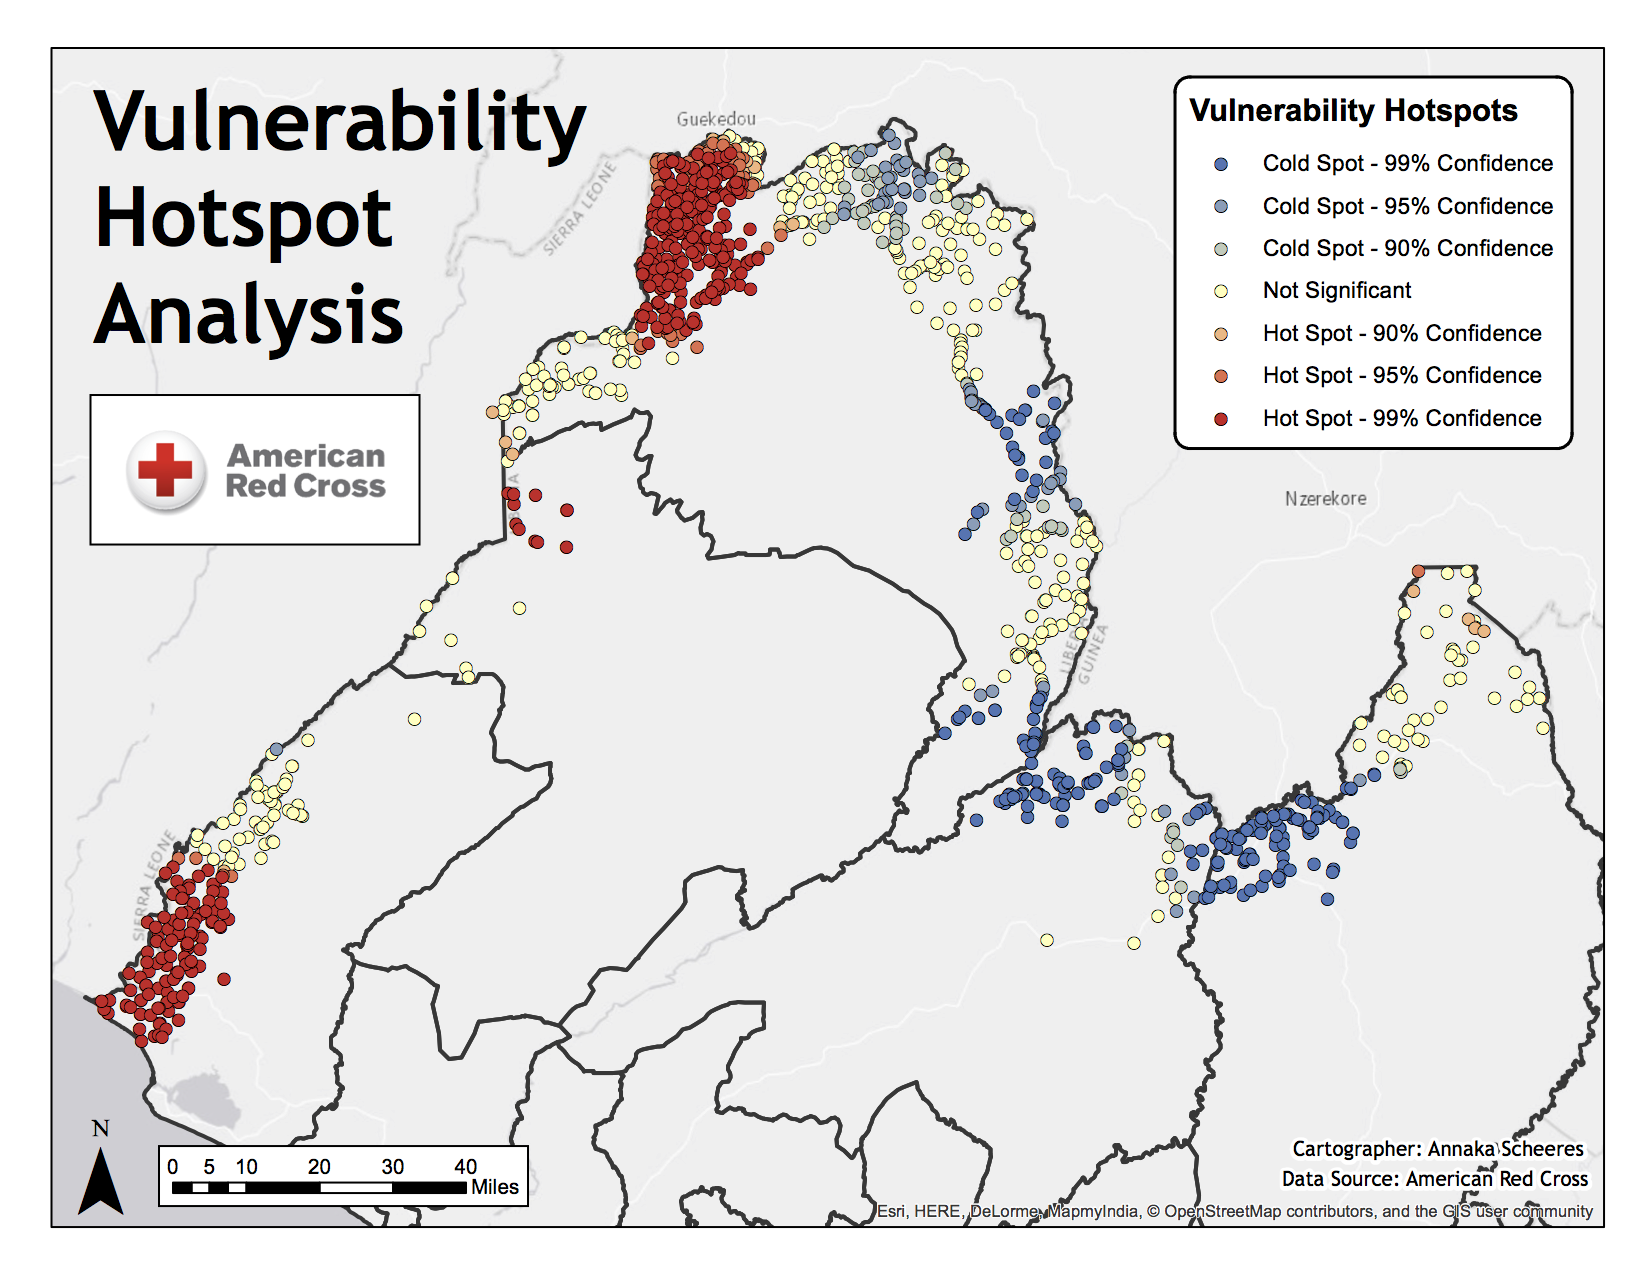 Vulnerability
Hotspot
Analysis
American
Red Cross
Guekedou
SIERRA LEONE
Vulnerability Hotspots
Cold Spot - 99% Confidence
Cold Spot - 95% Confidence
Cold Spot - 90% Confidence
Not Significant
Hot Spot - 90% Confidence
Hot Spot - 95% Confidence
Hot Spot - 99% Confidence
Nzerekore
GUINEA
SIERRA LEONE
N
0 5 10 20 30 40
Miles
Cartographer: Annaka Scheeres
Data Source: American Red Cross
Esri, HERE, DeLorme, MapmyIndia, © OpenStreetMap contributors, and the GIS user community